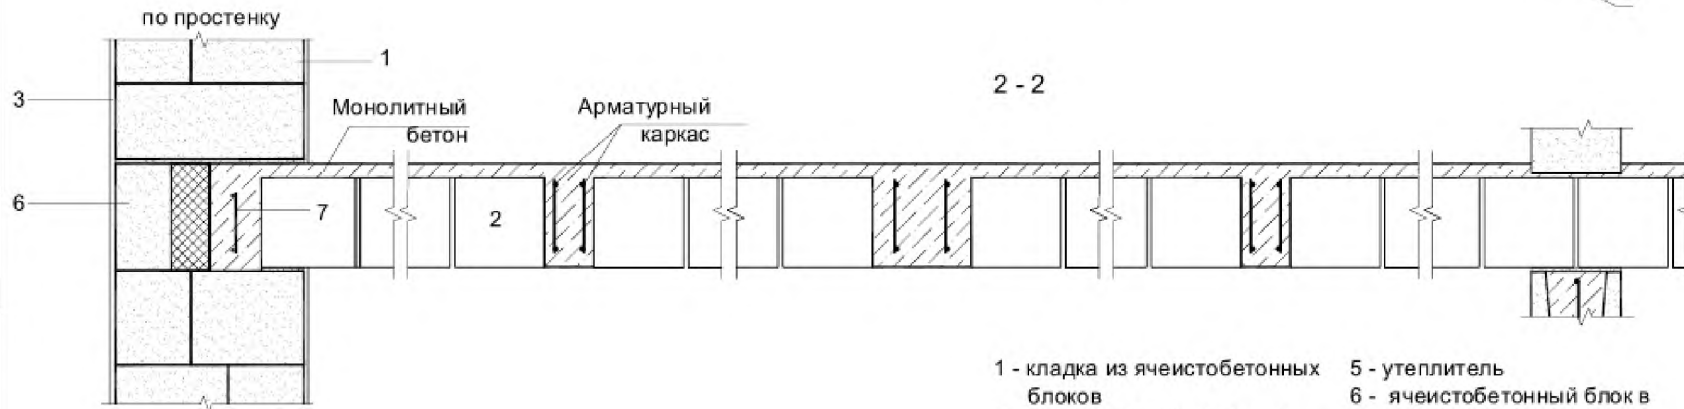 по простенку
1
2 - 2
3
Монолитный
бетон
Арматурный
каркас
6
7
2
1 - кладка из ячеистобетонных
блоков
5 - утеплитель
6 - ячеистобетонный блок в